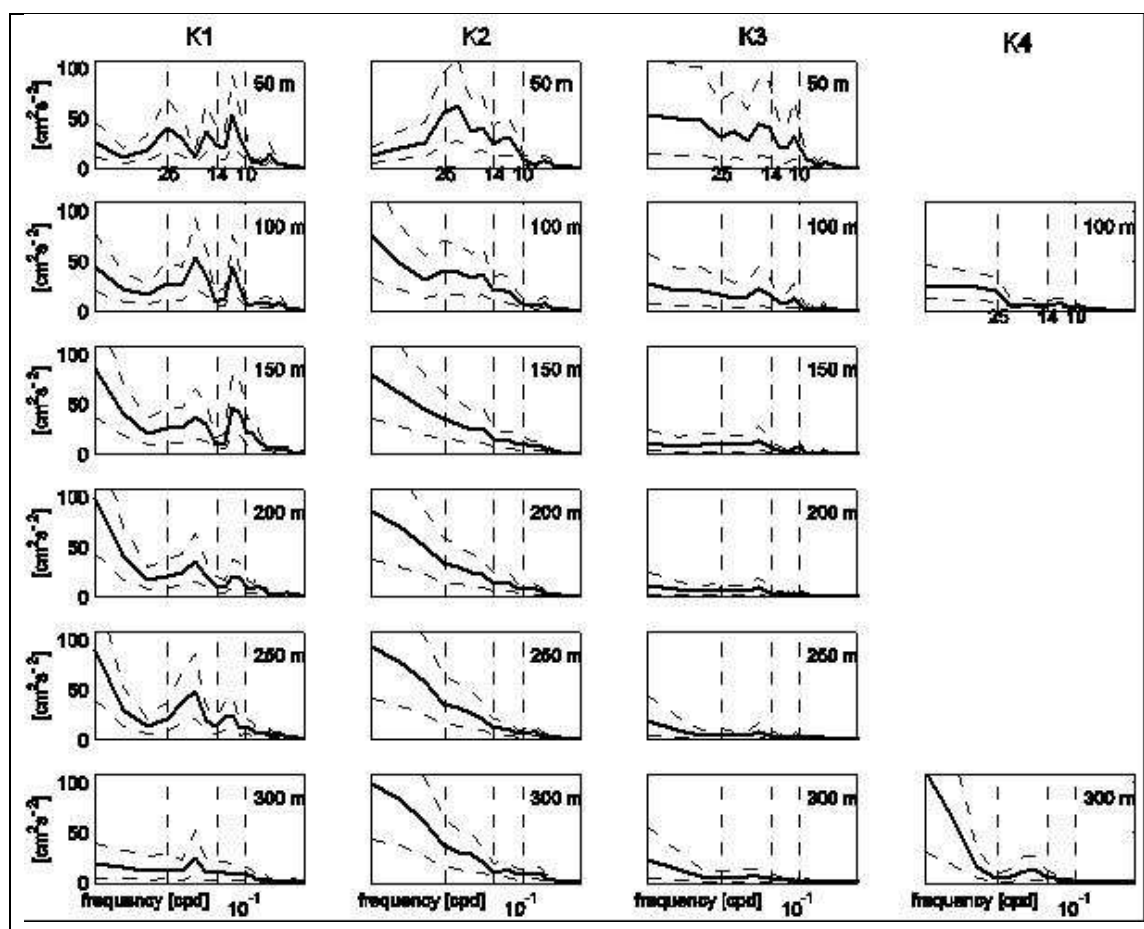 K1 K2 K3 K4
[cm²s⁻²] 100 50 0 50 m 50 m 50 m
25 14 10 25 14 10 25 14 10
[cm²s⁻²] 100 50 0 100 m 100 m 100 m 100 m
25 14 10
[cm²s⁻²] 100 50 0 150 m 150 m 150 m
[cm²s⁻²] 100 50 0 200 m 200 m 200 m
[cm²s⁻²] 100 50 0 250 m 250 m 250 m
[cm²s⁻²] 100 50 0 300 m 300 m 300 m 300 m
frequency [cpd] 10⁻¹ frequency [cpd] 10⁻¹ frequency [cpd] 10⁻¹ frequency [cpd] 10⁻¹